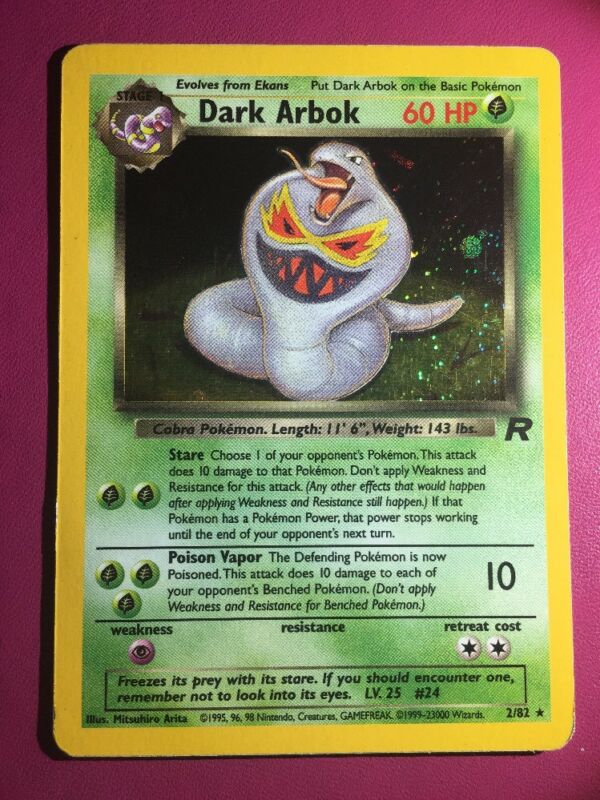 Evolves from Ekans Put Dark Arbok on the Basic Pokémon
STAGE 1
Dark Arbok 60 HP
Cobra Pokémon. Length: 11' 6", Weight: 143 lbs.
R
Stare Choose 1 of your opponent's Pokémon. This attack
does 10 damage to that Pokémon. Don't apply Weakness and
Resistance for this attack. (Any other effects that would happen
after applying Weakness and Resistance still happen.) If that
Pokémon has a Pokémon Power, that power stops working
until the end of your opponent's next turn.
Poison Vapor The Defending Pokémon is now
Poisoned. This attack does 10 damage to each of
your opponent's Benched Pokémon. (Don't apply
Weakness and Resistance for Benched Pokémon.)
10
weakness resistance retreat cost
Freezes its prey with its stare. If you should encounter one,
remember not to look into its eyes. LV. 25 #24
Illus. Mitsuhiro Arita ©1995, 96, 98 Nintendo, Creatures, GAMEFREAK. ©1999-23000 Wizards. 2/82 ★